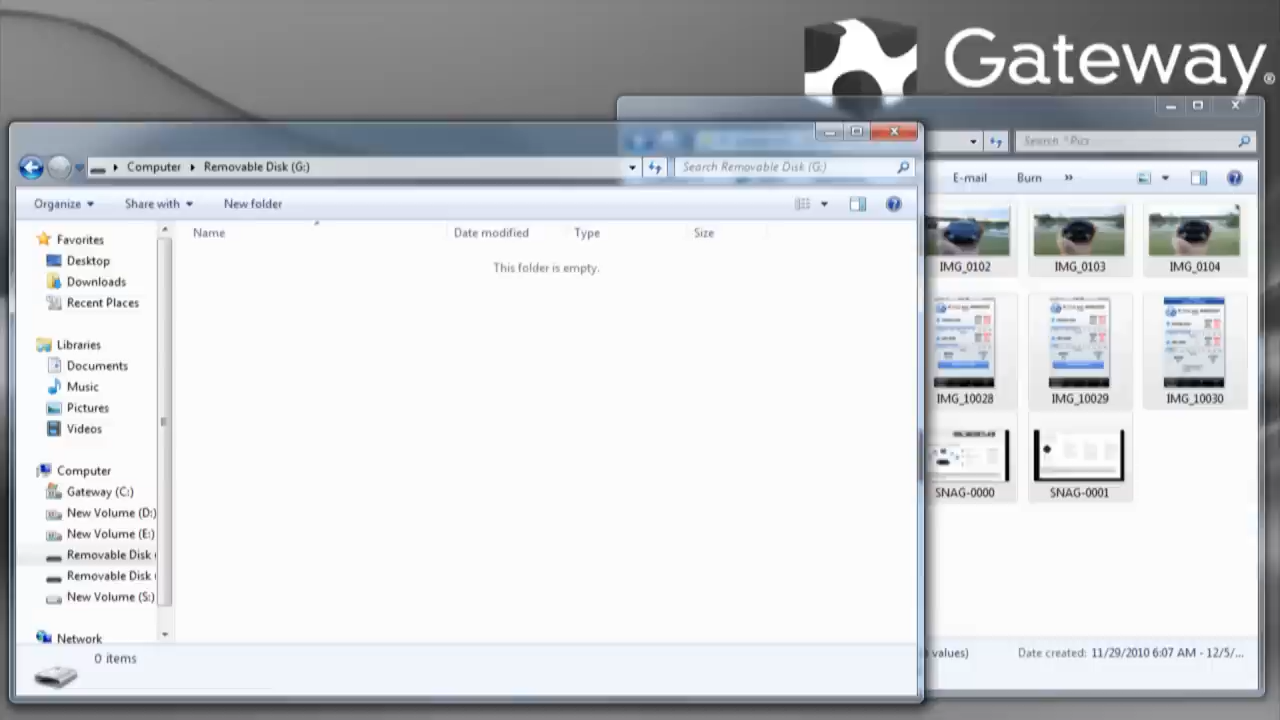 Gateway®
Search *Pics
E-mail
Burn
»
IMG_0102
IMG_0103
IMG_0104
IMG_10028
IMG_10029
IMG_10030
SNAG-0000
SNAG-0001
values)
Date created: 11/29/2010 6:07 AM - 12/5/...
Computer
Removable Disk (G:)
Search Removable Disk (G:)
Organize
Share with
New folder
Name
Date modified
Type
Size
This folder is empty.
Favorites
Desktop
Downloads
Recent Places
Libraries
Documents
Music
Pictures
Videos
Computer
Gateway (C:)
New Volume (D:)
New Volume (E:)
Removable Disk (
Removable Disk (
New Volume (S:)
Network
0 items